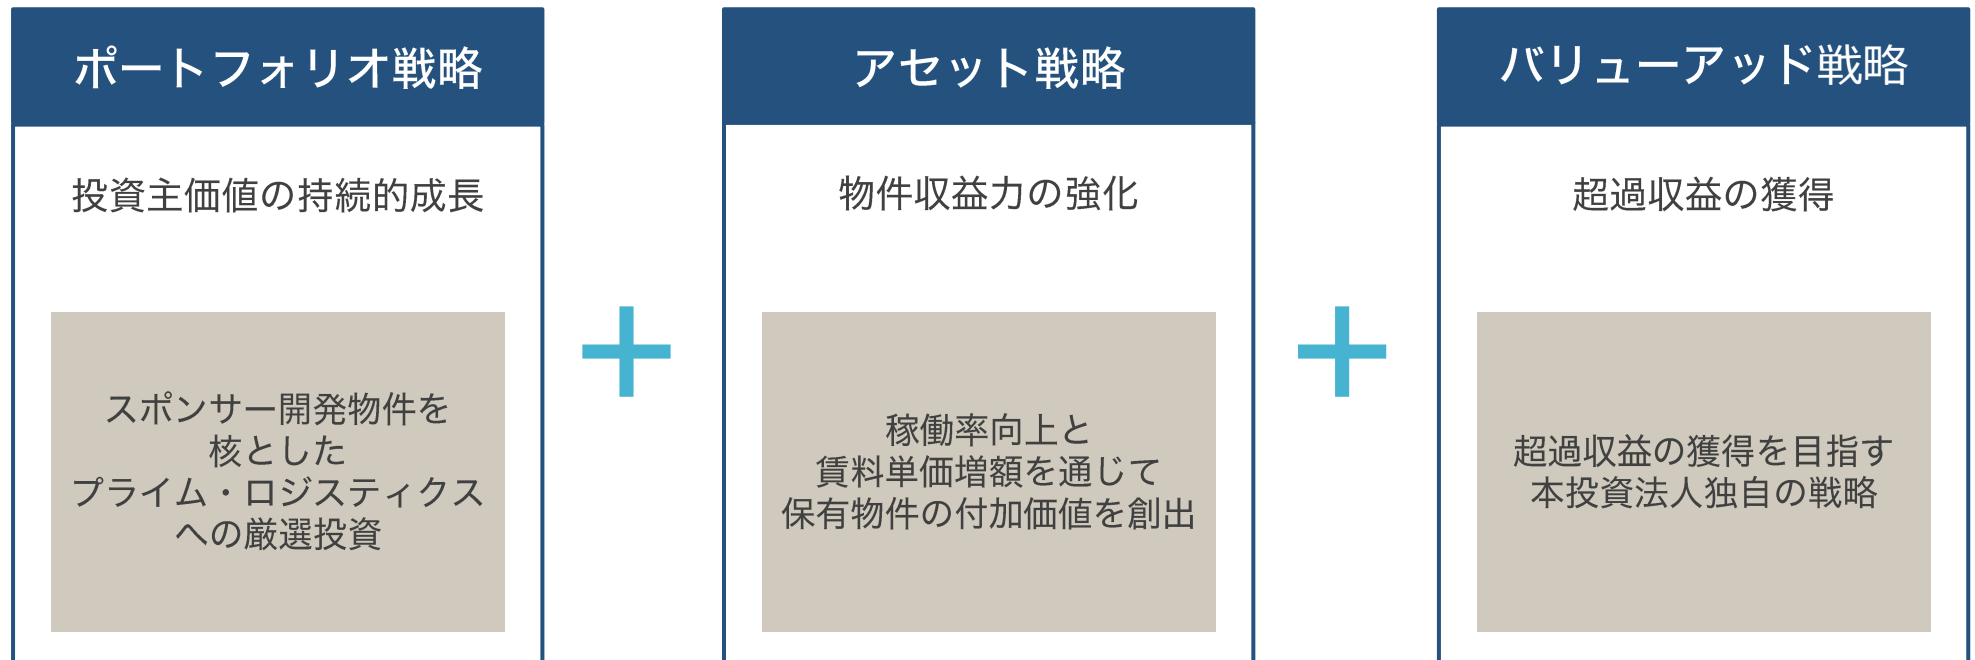 ポートフォリオ戦略
投資主価値の持続的成長
スポンサー開発物件を
核とした
プライム・ロジスティクス
への厳選投資
アセット戦略
物件収益力の強化
稼働率向上と
賃料単価増額を通じて
保有物件の付加価値を創出
バリューアッド戦略
超過収益の獲得
超過収益の獲得を目指す
本投資法人独自の戦略